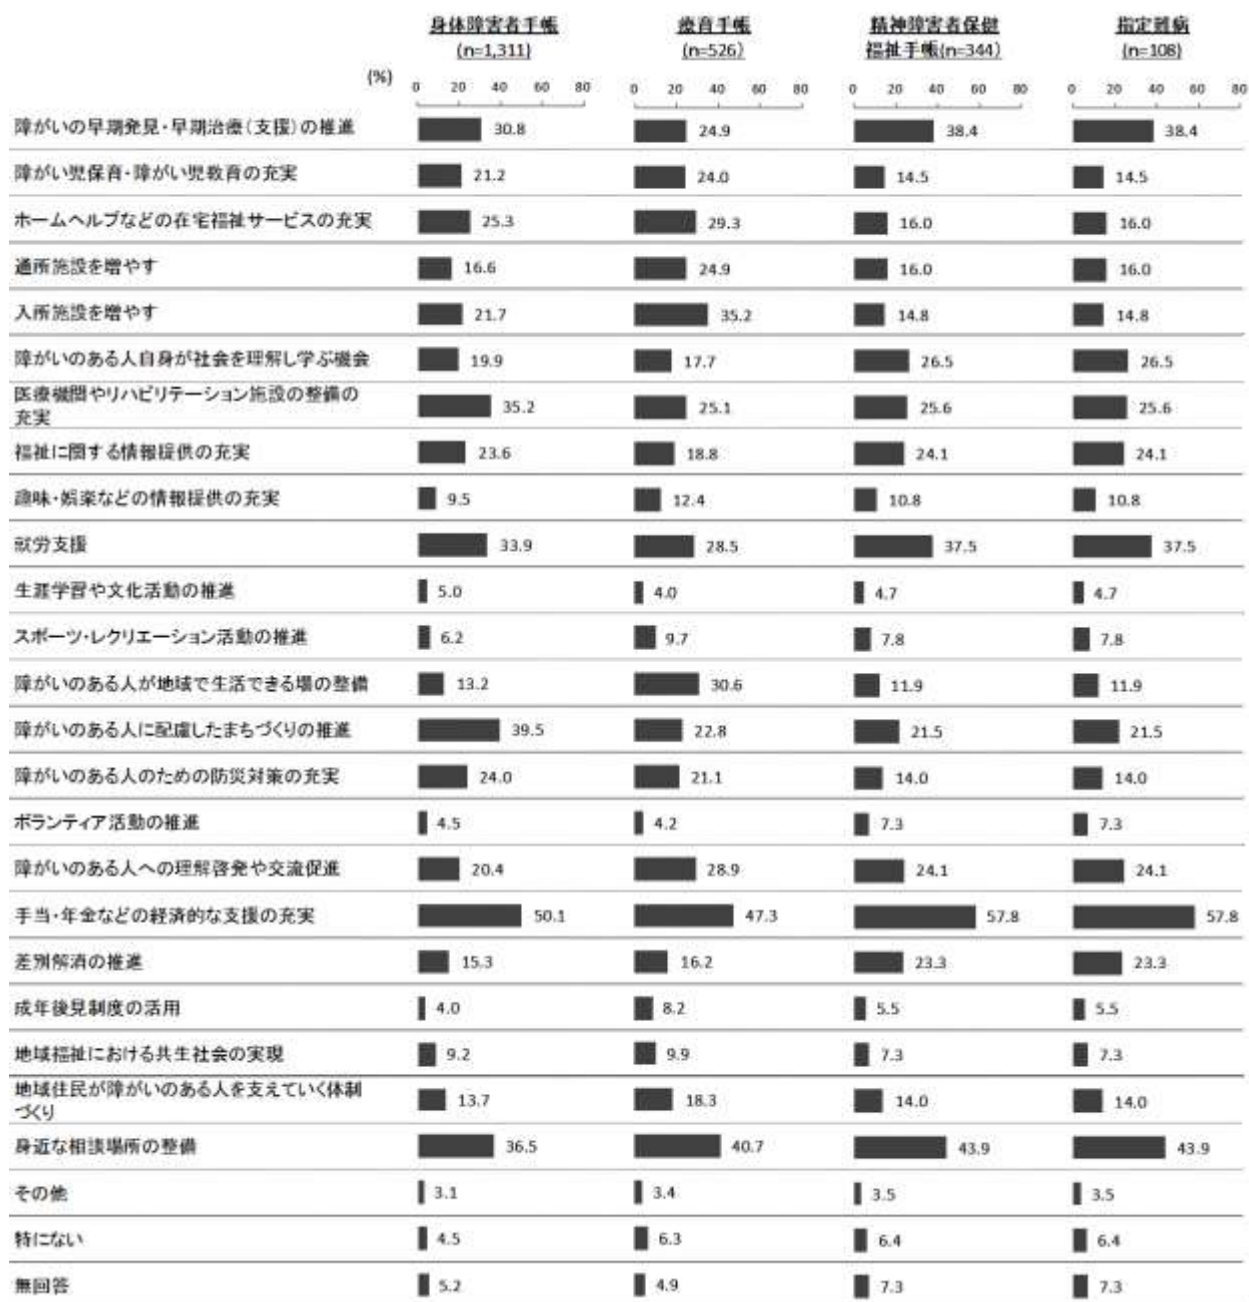 身体障害者手帳 療育手帳 精神障害者保健 指定難病
(n=1,311) (n=526) 福祉手帳(n=344) (n=108)
(%)
0 20 40 60 80 0 20 40 60 80 0 20 40 60 80 0 20 40 60 80
障がいの早期発見・早期治療(支援)の推進 30.8 24.9 38.4 38.4
障がい児保育・障がい児教育の充実 21.2 24.0 14.5 14.5
ホームヘルプなどの在宅福祉サービスの充実 25.3 29.3 16.0 16.0
通所施設を増やす 16.6 24.9 16.0 16.0
入所施設を増やす 21.7 35.2 14.8 14.8
障がいのある人自身が社会を理解し学ぶ機会 19.9 17.7 26.5 26.5
医療機関やリハビリテーション施設の整備の
充実 35.2 25.1 25.6 25.6
福祉に関する情報提供の充実 23.6 18.8 24.1 24.1
趣味・娯楽などの情報提供の充実 9.5 12.4 10.8 10.8
就労支援 33.9 28.5 37.5 37.5
生涯学習や文化活動の推進 5.0 4.0 4.7 4.7
スポーツ・レクリエーション活動の推進 6.2 9.7 7.8 7.8
障がいのある人が地域で生活できる場の整備 13.2 30.6 11.9 11.9
障がいのある人に配慮したまちづくりの推進 39.5 22.8 21.5 21.5
障がいのある人のための防災対策の充実 24.0 21.1 14.0 14.0
ボランティア活動の推進 4.5 4.2 7.3 7.3
障がいのある人への理解啓発や交流促進 20.4 28.9 24.1 24.1
手当・年金などの経済的な支援の充実 50.1 47.3 57.8 57.8
差別解消の推進 15.3 16.2 23.3 23.3
成年後見制度の活用 4.0 8.2 5.5 5.5
地域福祉における共生社会の実現 9.2 9.9 7.3 7.3
地域住民が障がいのある人を支えていく体制
づくり 13.7 18.3 14.0 14.0
身近な相談場所の整備 36.5 40.7 43.9 43.9
その他 3.1 3.4 3.5 3.5
特にない 4.5 6.3 6.4 6.4
無回答 5.2 4.9 7.3 7.3